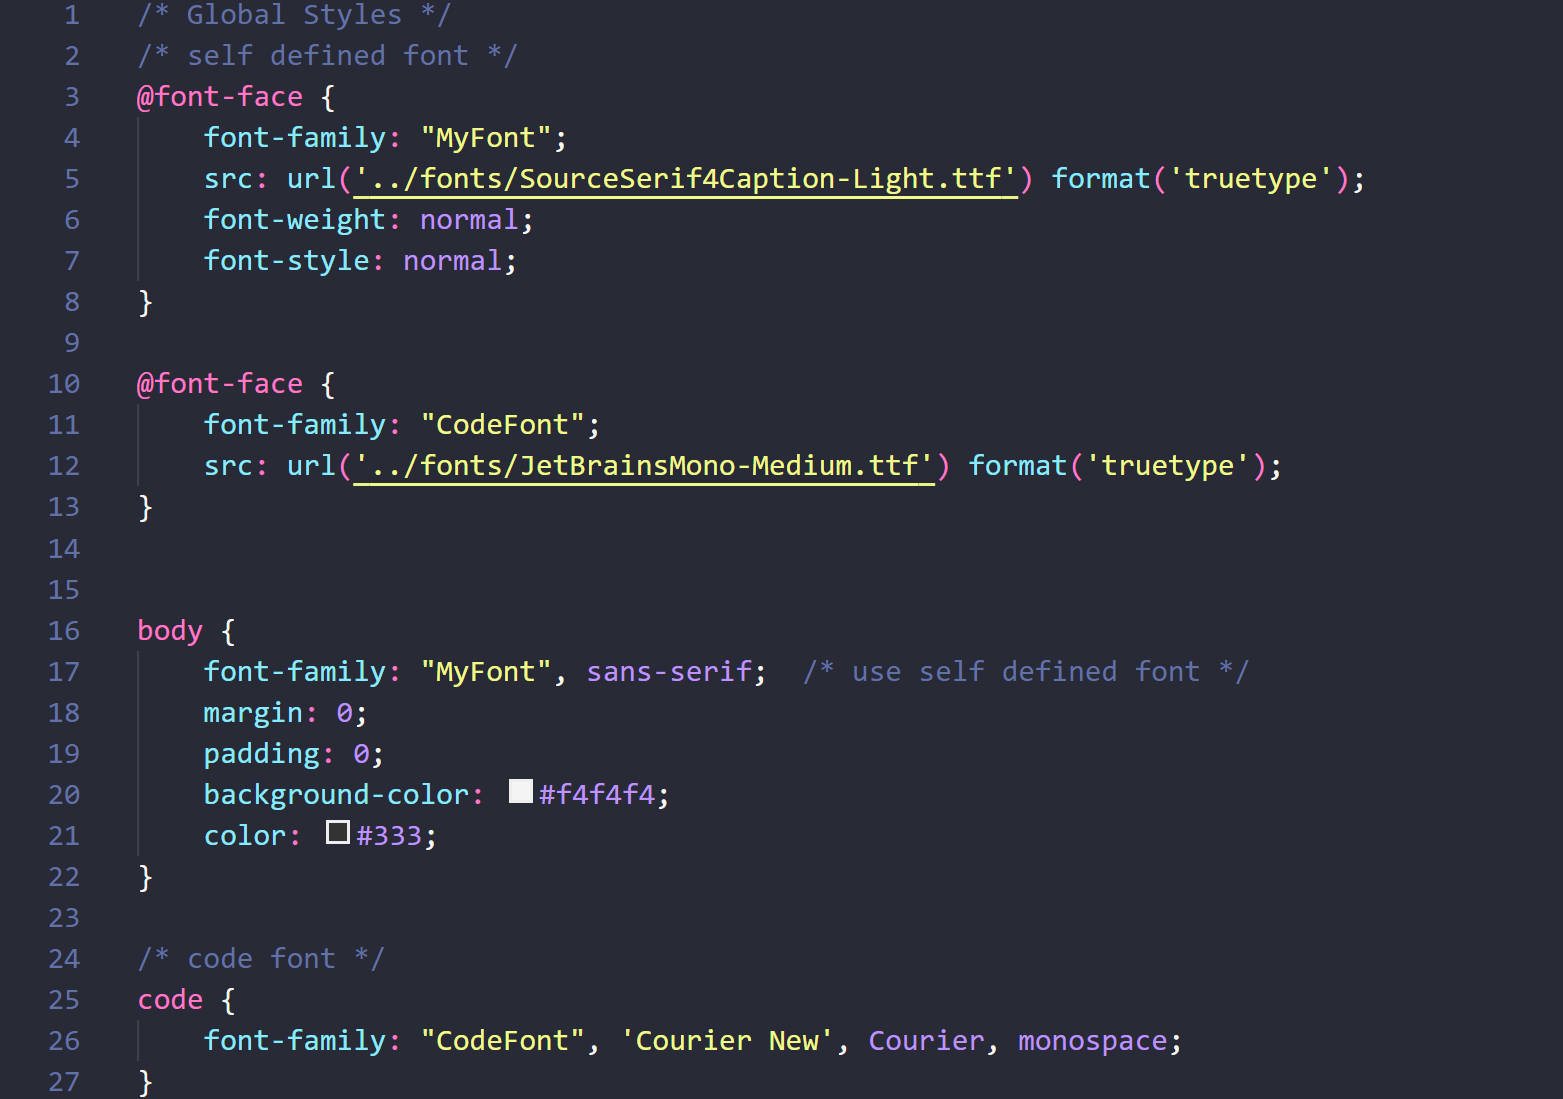 1 /* Global Styles */
2 /* self defined font */
3 @font-face {
4     font-family: "MyFont";
5     src: url('../fonts/SourceSerif4Caption-Light.ttf') format('truetype');
6     font-weight: normal;
7     font-style: normal;
8 }
9
10 @font-face {
11     font-family: "CodeFont";
12     src: url('../fonts/JetBrainsMono-Medium.ttf') format('truetype');
13 }
14
15
16 body {
17     font-family: "MyFont", sans-serif;  /* use self defined font */
18     margin: 0;
19     padding: 0;
20     background-color: #f4f4f4;
21     color: #333;
22 }
23
24 /* code font */
25 code {
26     font-family: "CodeFont", 'Courier New', Courier, monospace;
27 }